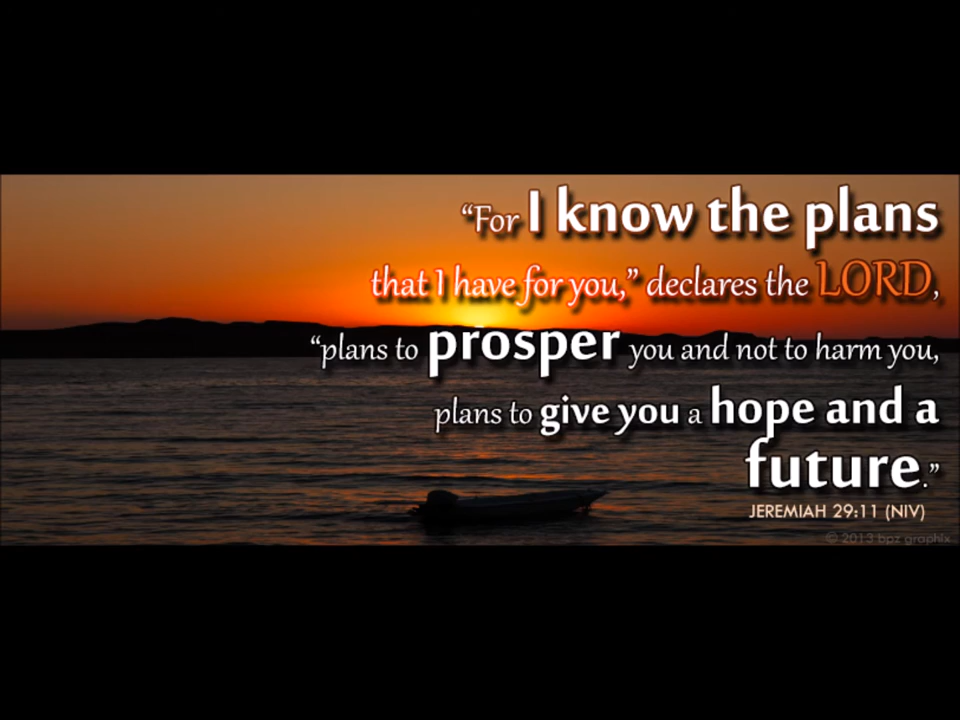 “For I know the plans
that I have for you,” declares the LORD,
“plans to prosper you and not to harm you,
plans to give you a hope and a
future.”
JEREMIAH 29:11 (NIV)
© 2013 bpz graphix